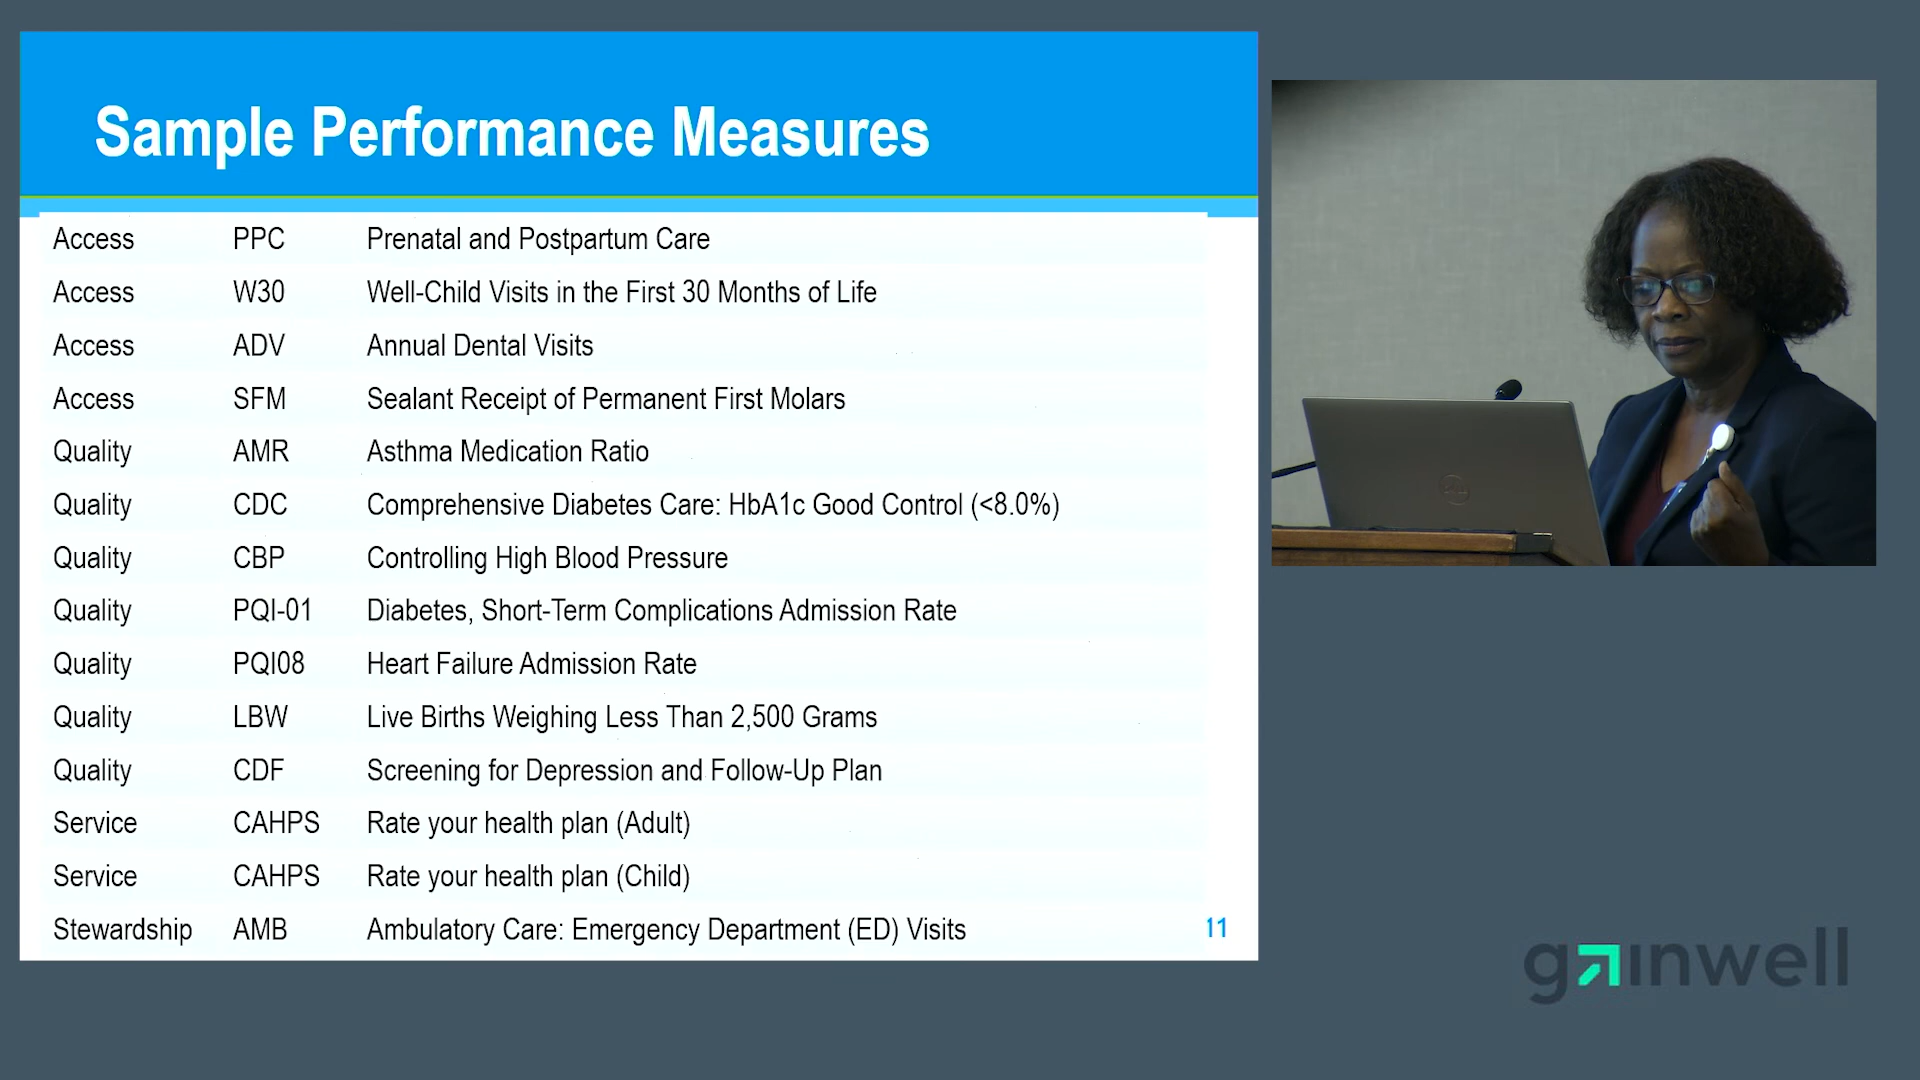 Sample Performance Measures
Access PPC Prenatal and Postpartum Care
Access W30 Well-Child Visits in the First 30 Months of Life
Access ADV Annual Dental Visits
Access SFM Sealant Receipt of Permanent First Molars
Quality AMR Asthma Medication Ratio
Quality CDC Comprehensive Diabetes Care: HbA1c Good Control (<8.0%)
Quality CBP Controlling High Blood Pressure
Quality PQI-01 Diabetes, Short-Term Complications Admission Rate
Quality PQI08 Heart Failure Admission Rate
Quality LBW Live Births Weighing Less Than 2,500 Grams
Quality CDF Screening for Depression and Follow-Up Plan
Service CAHPS Rate your health plan (Adult)
Service CAHPS Rate your health plan (Child)
Stewardship AMB Ambulatory Care: Emergency Department (ED) Visits
11
gainwell